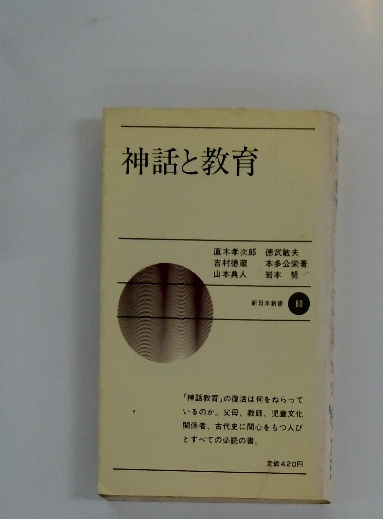 神話と教育
直木孝次郎 徳武敏夫
吉村徳蔵 本多公栄著
山本典人 岩本努
新日本新書 80
「神話教育」の復活は何をねらって
いるのか。父母、教師、児童文化
関係者、古代史に関心をもつ人び
とすべての必読の書。
定価420円